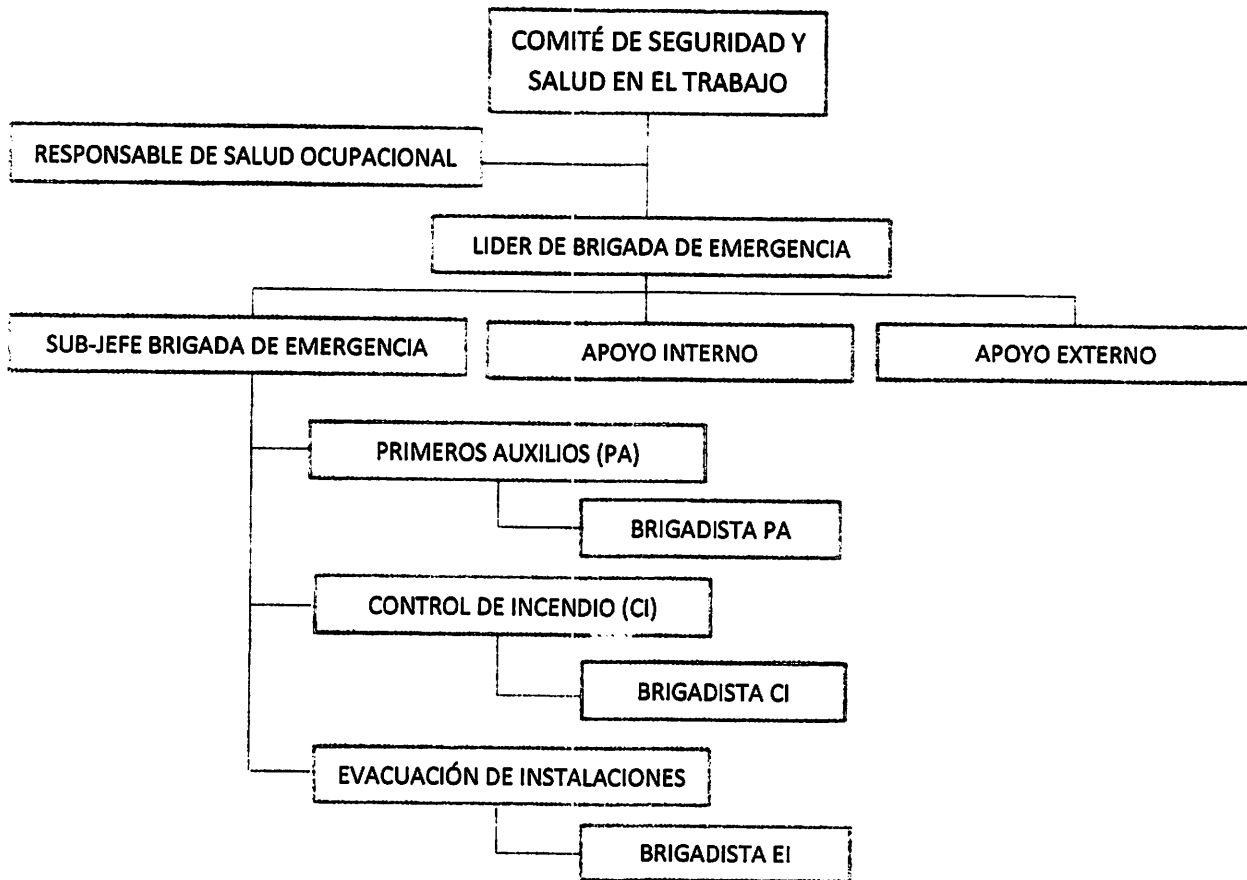 COMITÉ DE SEGURIDAD Y
SALUD EN EL TRABAJO
RESPONSABLE DE SALUD OCUPACIONAL
LIDER DE BRIGADA DE EMERGENCIA
SUB-JEFE BRIGADA DE EMERGENCIA
APOYO INTERNO
APOYO EXTERNO
PRIMEROS AUXILIOS (PA)
BRIGADISTA PA
CONTROL DE INCENDIO (CI)
BRIGADISTA CI
EVACUACIÓN DE INSTALACIONES
BRIGADISTA EI